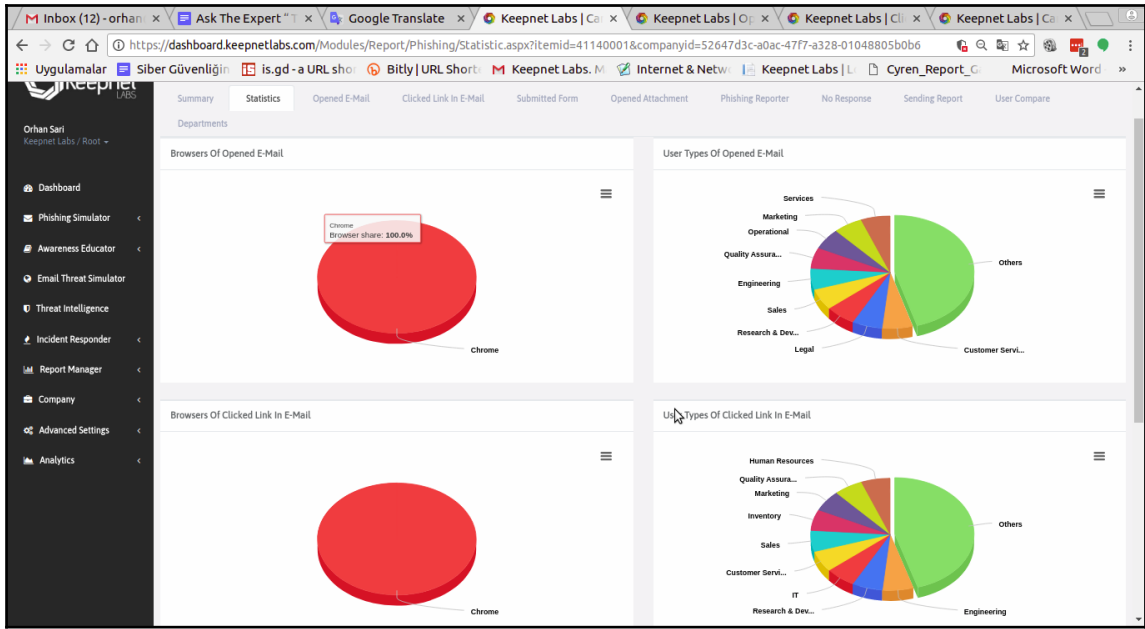 M Inbox (12) - orhan
Ask The Expert “
Google Translate
Keepnet Labs | Ca
Keepnet Labs | Op
Keepnet Labs | Cli
Keepnet Labs | Ca
https://dashboard.keepnetlabs.com/Modules/Report/Phishing/Statistic.aspx?itemid=41140001&companyid=52647d3c-a0ac-47f7-a328-01048805b0b6
Uygulamalar
Siber Güvenliğin
is.gd - a URL shor
Bitly | URL Shorte
Keepnet Labs. M
Internet & Netw
Keepnet Labs | L
Cyren_Report_G
Microsoft Word
»
Keepnet
LABS
Orhan Sari
Keepnet Labs / Root
Dashboard
Phishing Simulator
Awareness Educator
Email Threat Simulator
Threat Intelligence
Incident Responder
Report Manager
Company
Advanced Settings
Analytics
Summary
Statistics
Opened E-Mail
Clicked Link In E-Mail
Submitted Form
Opened Attachment
Phishing Reporter
No Response
Sending Report
User Compare
Departments
Browsers Of Opened E-Mail
Chrome
Browser share: 100.0%
Chrome
User Types Of Opened E-Mail
Services
Marketing
Operational
Quality Assura...
Engineering
Sales
Research & Dev...
Legal
Customer Servi...
Others
Browsers Of Clicked Link In E-Mail
Chrome
User Types Of Clicked Link In E-Mail
Human Resources
Quality Assura...
Marketing
Inventory
Sales
Customer Servi...
IT
Research & Dev...
Engineering
Others